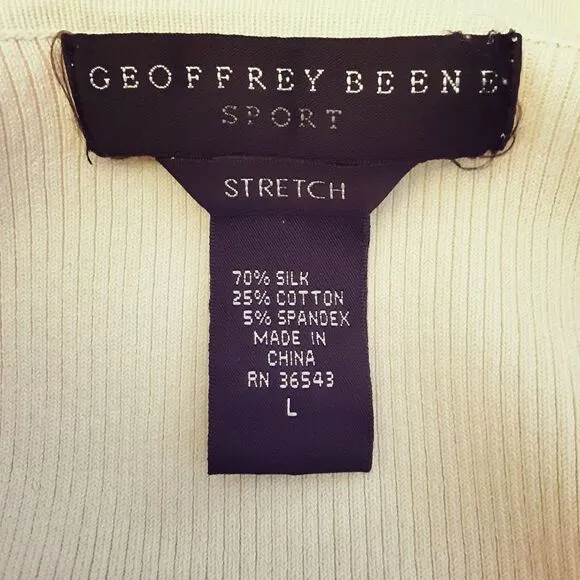 GEOFFREY BEENE
SPORT
STRETCH
70% SILK
25% COTTON
5% SPANDEX
MADE IN
CHINA
RN 36543
L